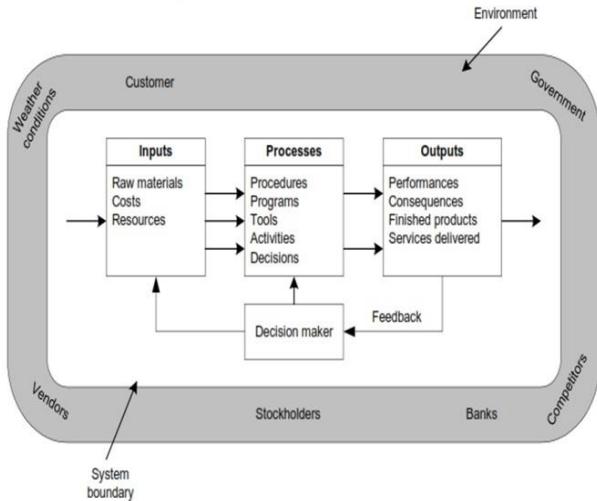 Environment
Customer
Government
Weather
conditions
Inputs
Raw materials
Costs
Resources
Processes
Procedures
Programs
Tools
Activities
Decisions
Outputs
Performances
Consequences
Finished products
Services delivered
Decision maker
Feedback
Vendors
Stockholders
Banks
Competitors
System
boundary